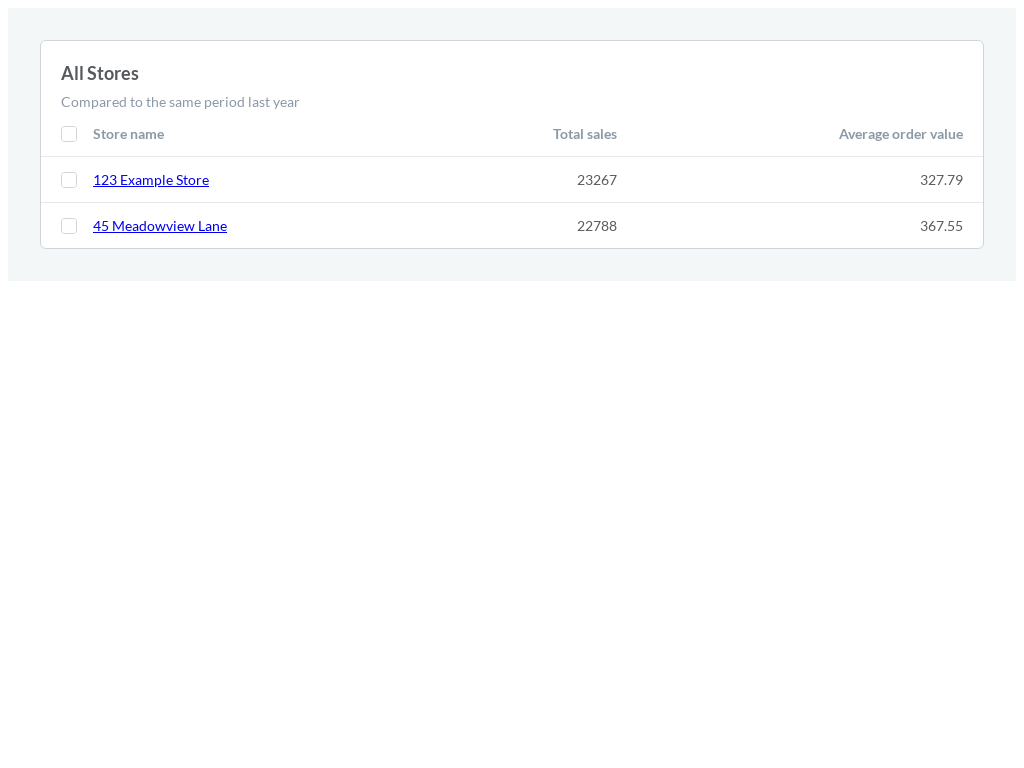 All Stores
Compared to the same period last year
Store name Total sales Average order value
123 Example Store 23267 327.79
45 Meadowview Lane 22788 367.55